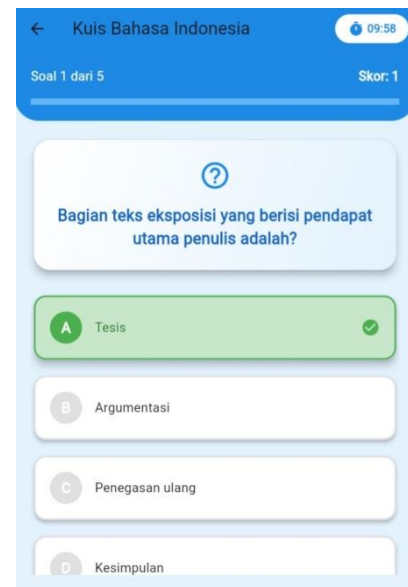 Kuis Bahasa Indonesia
09:58
Soal 1 dari 5
Skor: 1
Bagian teks eksposisi yang berisi pendapat
utama penulis adalah?
A Tesis
B Argumentasi
C Penegasan ulang
D Kesimpulan